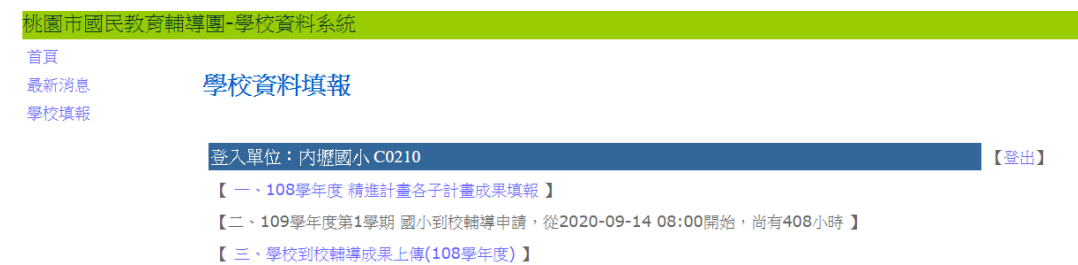 桃園市國民教育輔導團-學校資料系統
首頁
最新消息
學校填報
學校資料填報
登入單位：內壢國小 C0210
【登出】
【 一、108學年度 精進計畫各子計畫成果填報 】
【二、109學年度第1學期 國小到校輔導申請，從2020-09-14 08:00開始，尚有408小時 】
【 三、學校到校輔導成果上傳(108學年度) 】